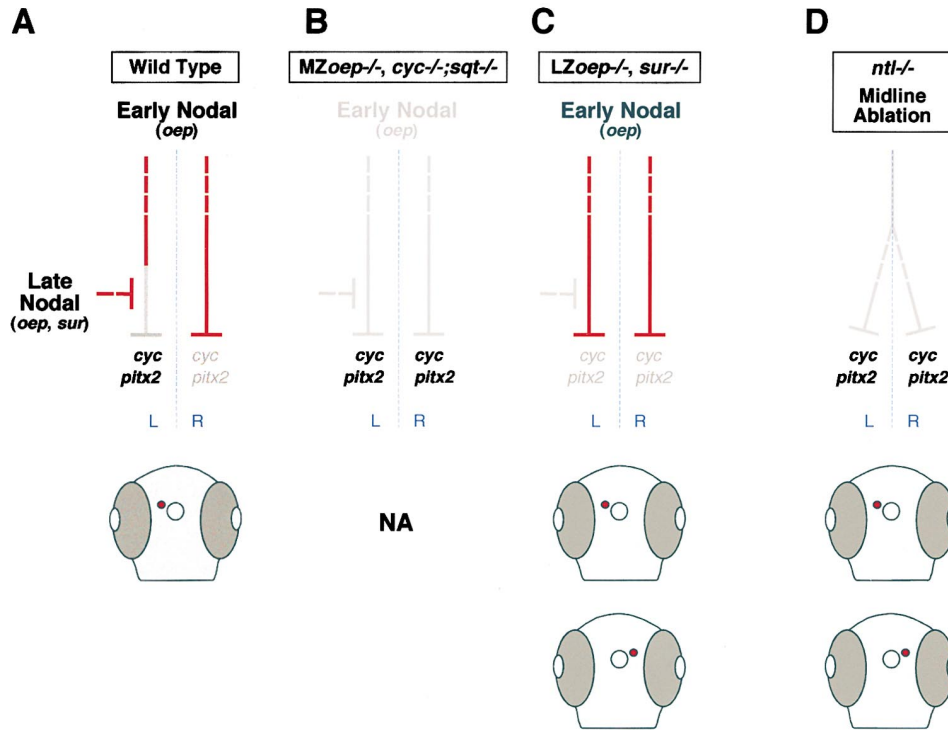 A
Wild Type
Early Nodal
(oep)
Late
Nodal
(oep, sur)
cyc
pitx2
cyc
pitx2
L
R
B
MZoep-/-, cyc-/-;sqt-/-
Early Nodal
(oep)
cyc
pitx2
cyc
pitx2
L
R
NA
C
LZoep-/-, sur-/-
Early Nodal
(oep)
cyc
pitx2
cyc
pitx2
L
R
D
ntl-/-
Midline
Ablation
cyc
pitx2
cyc
pitx2
L
R